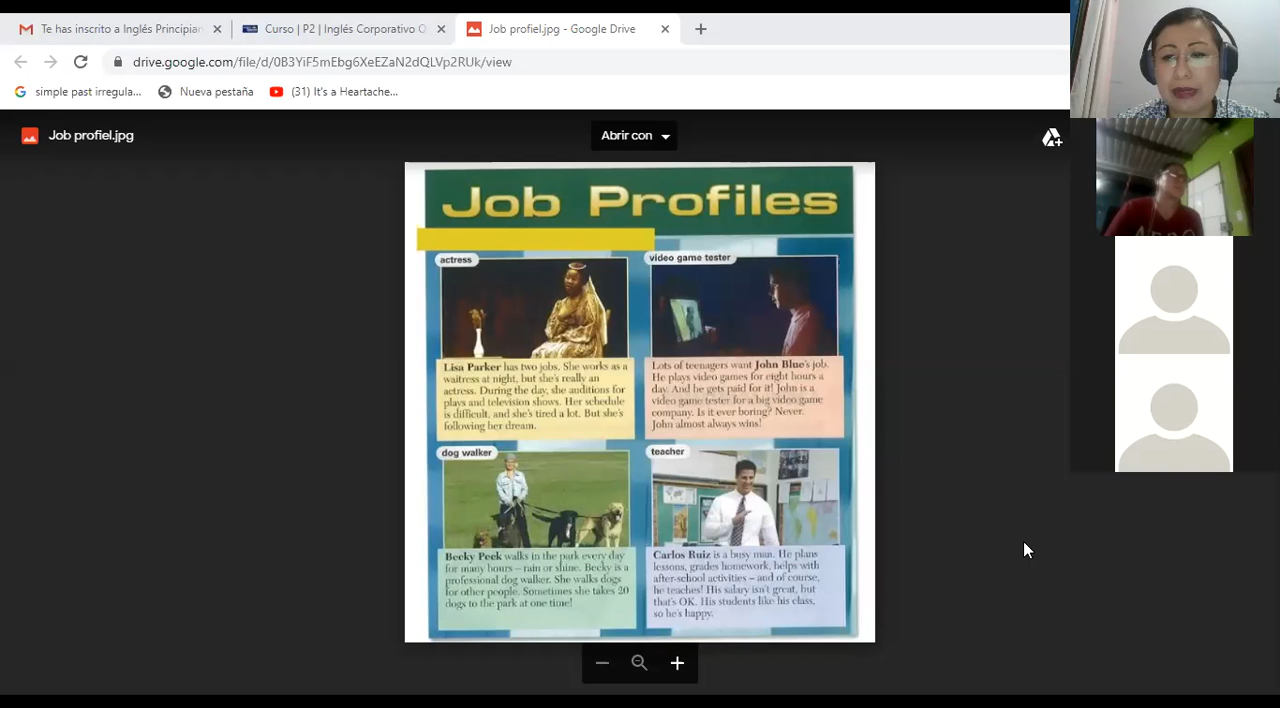 Te has inscrito a Inglés Principian
Curso | P2 | Inglés Corporativo O
Job profiel.jpg - Google Drive
drive.google.com/file/d/0B3YiF5mEbg6XeEZaN2dQLVp2RUk/view
simple past irregula...
Nueva pestaña
(31) It's a Heartache...
Job profiel.jpg
Abrir con
Job Profiles
actress
Lisa Parker has two jobs. She works as a
waitress at night, but she's really an
actress. During the day, she auditions for
plays and television shows. Her schedule
is difficult, and she's tired a lot. But she's
following her dream.
video game tester
Lots of teenagers want John Blue's job.
He plays video games for eight hours a
day. And he gets paid for it! John is a
video game tester for a big video game
company. Is it ever boring? Never.
John almost always wins!
dog walker
Becky Peek walks in the park every day
for many hours – rain or shine. Becky is a
professional dog walker. She walks dogs
for other people. Sometimes she takes 20
dogs to the park at one time!
teacher
Carlos Ruiz is a busy man. He plans
lessons, grades homework, helps with
after-school activities – and of course,
he teaches! His salary isn't great, but
that's OK. His students like his class,
so he's happy.